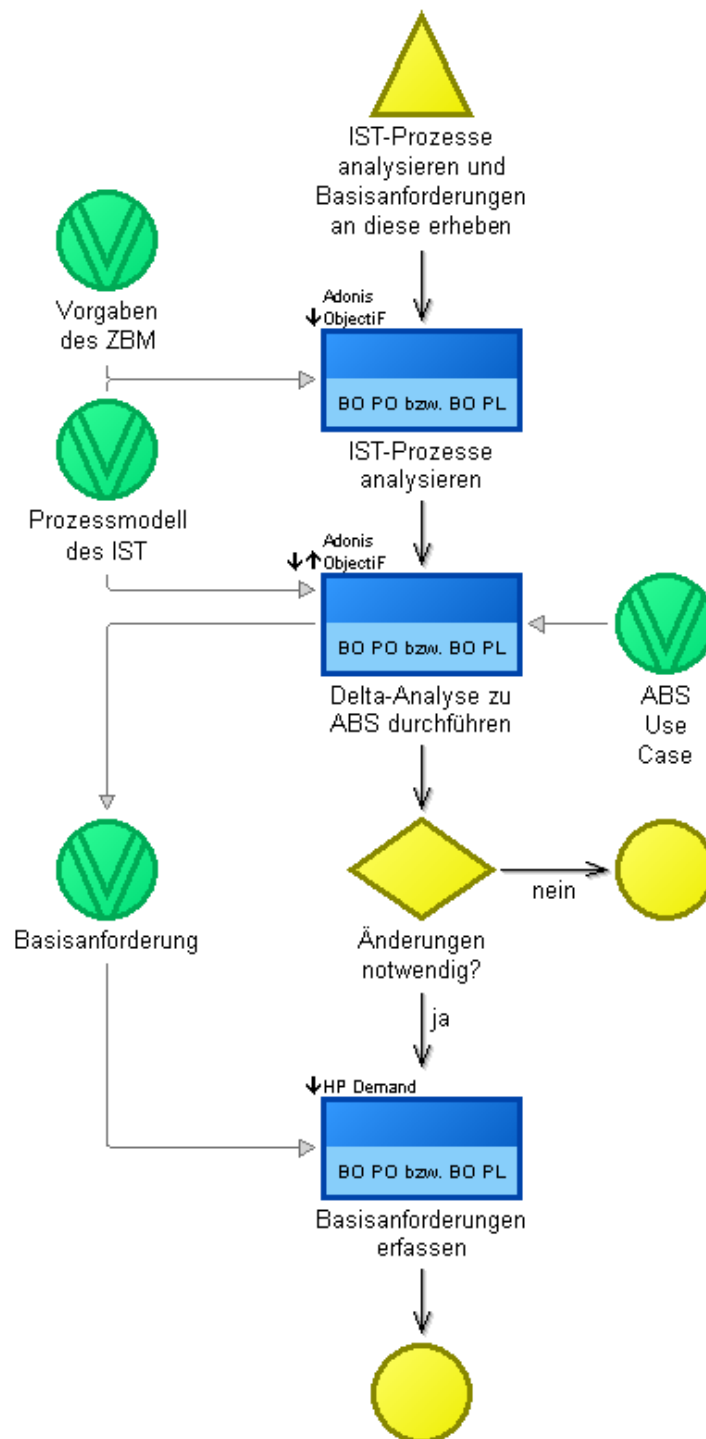 IST-Prozesse
analysieren und
Basisanforderungen
an diese erheben
Vorgaben
des ZBM
Adonis
ObjectiF
BO PO bzw. BO PL
IST-Prozesse
analysieren
Prozessmodell
des IST
Adonis
ObjectiF
BO PO bzw. BO PL
Delta-Analyse zu
ABS durchführen
ABS
Use
Case
Basisanforderung
Änderungen
notwendig?
nein
ja
HP Demand
BO PO bzw. BO PL
Basisanforderungen
erfassen